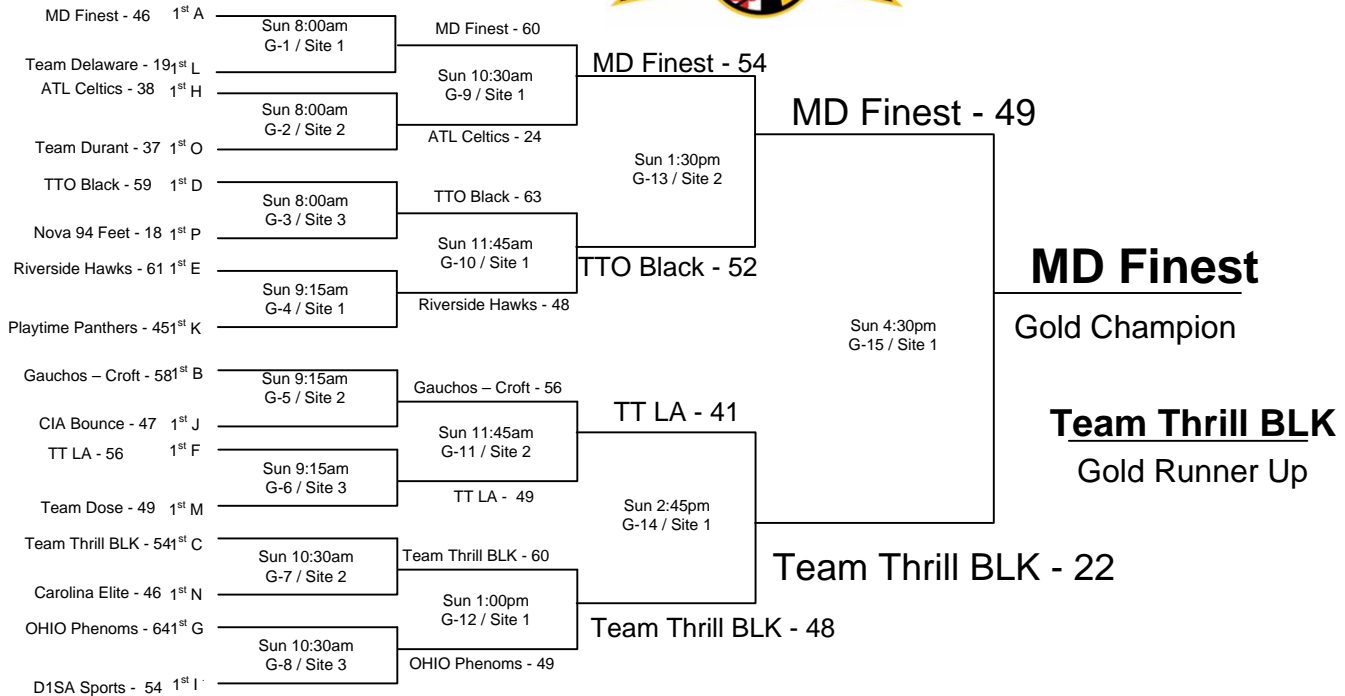 MD Finest - 46 1st A
Sun 8:00am
G-1 / Site 1
Team Delaware - 19 1st L
ATL Celtics - 38 1st H
Sun 8:00am
G-2 / Site 2
Team Durant - 37 1st O
TTO Black - 59 1st D
Sun 8:00am
G-3 / Site 3
Nova 94 Feet - 18 1st P
Riverside Hawks - 61 1st E
Sun 9:15am
G-4 / Site 1
Playtime Panthers - 45 1st K
Gauchos – Croft - 58 1st B
Sun 9:15am
G-5 / Site 2
CIA Bounce - 47 1st J
TT LA - 56 1st F
Sun 9:15am
G-6 / Site 3
Team Dose - 49 1st M
Team Thrill BLK - 54 1st C
Sun 10:30am
G-7 / Site 2
Carolina Elite - 46 1st N
OHIO Phenoms - 64 1st G
Sun 10:30am
G-8 / Site 3
D1SA Sports - 54 1st I
MD Finest - 60
Sun 10:30am
G-9 / Site 1
ATL Celtics - 24
TTO Black - 63
Sun 11:45am
G-10 / Site 1
Riverside Hawks - 48
Gauchos – Croft - 56
Sun 11:45am
G-11 / Site 2
TT LA - 49
Team Thrill BLK - 60
Sun 1:00pm
G-12 / Site 1
OHIO Phenoms - 49
MD Finest - 54
Sun 1:30pm
G-13 / Site 2
TTO Black - 52
TT LA - 41
Sun 2:45pm
G-14 / Site 1
Team Thrill BLK - 48
MD Finest - 49
Sun 4:30pm
G-15 / Site 1
Team Thrill BLK - 22
MD Finest
Gold Champion
Team Thrill BLK
Gold Runner Up